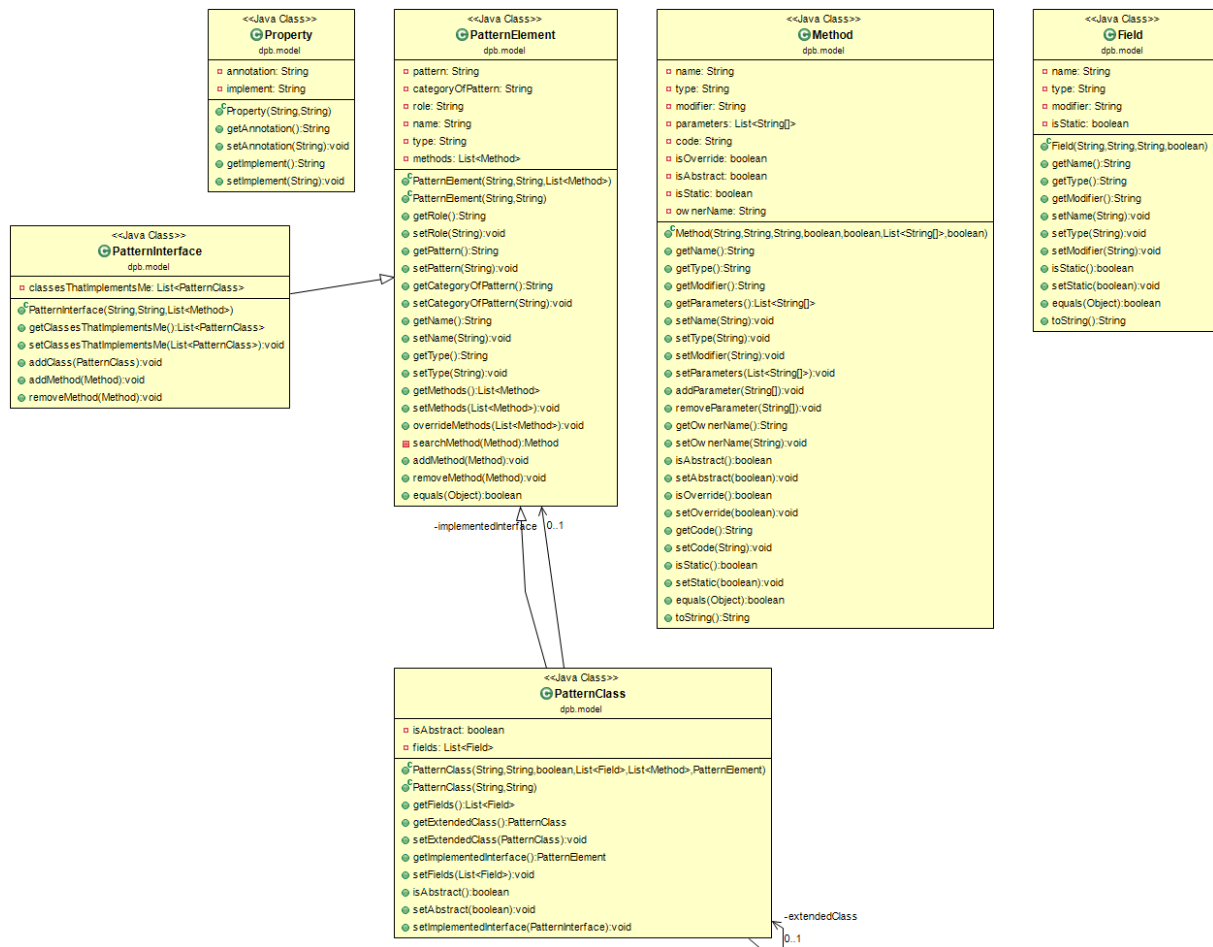 <<Java Class>>
Property
dpb.model
annotation: String
implement: String
Property(String,String)
getAnnotation():String
setAnnotation(String):void
getImplement():String
setImplement(String):void
<<Java Class>>
PatternElement
dpb.model
pattern: String
categoryOfPattern: String
role: String
name: String
type: String
methods: List<Method>
PatternElement(String,String,List<Method>)
PatternElement(String,String)
getRole():String
setRole(String):void
getPattern():String
setPattern(String):void
getCategoryOfPattern():String
setCategoryOfPattern(String):void
getName():String
setName(String):void
getType():String
setType(String):void
getMethods():List<Method>
setMethods(List<Method>):void
overrideMethods(List<Method>):void
searchMethod(Method):Method
addMethod(Method):void
removeMethod(Method):void
equals(Object):boolean
<<Java Class>>
Method
dpb.model
name: String
type: String
modifier: String
parameters: List<String[]>
code: String
isOverride: boolean
isAbstract: boolean
isStatic: boolean
ownerName: String
Method(String,String,String,boolean,boolean,List<String[]>,boolean)
getName():String
getType():String
getModifier():String
getParameters():List<String[]>
setName(String):void
setType(String):void
setModifier(String):void
setParameters(List<String[]>):void
addParameter(String[]):void
removeParameter(String[]):void
getOwnerName():String
setOwnerName(String):void
isAbstract():boolean
setAbstract(boolean):void
isOverride():boolean
setOverride(boolean):void
getCode():String
setCode(String):void
isStatic():boolean
setStatic(boolean):void
equals(Object):boolean
toString():String
<<Java Class>>
Field
dpb.model
name: String
type: String
modifier: String
isStatic: boolean
Field(String,String,String,boolean)
getName():String
getType():String
getModifier():String
setName(String):void
setType(String):void
setModifier(String):void
isStatic():boolean
setStatic(boolean):void
equals(Object):boolean
toString():String
<<Java Class>>
PatternInterface
dpb.model
classesThatImplementsMe: List<PatternClass>
PatternInterface(String,String,List<Method>)
getClassesThatImplementsMe():List<PatternClass>
setClassesThatImplementsMe(List<PatternClass>):void
addClass(PatternClass):void
addMethod(Method):void
removeMethod(Method):void
-implementedInterface 0..1
<<Java Class>>
PatternClass
dpb.model
isAbstract: boolean
fields: List<Field>
PatternClass(String,String,boolean,List<Field>,List<Method>,PatternElement)
PatternClass(String,String)
getFields():List<Field>
getExtendedClass():PatternClass
setExtendedClass(PatternClass):void
getImplementedInterface():PatternElement
setFields(List<Field>):void
isAbstract():boolean
setAbstract(boolean):void
setImplementedInterface(PatternInterface):void
-extendedClass
0..1